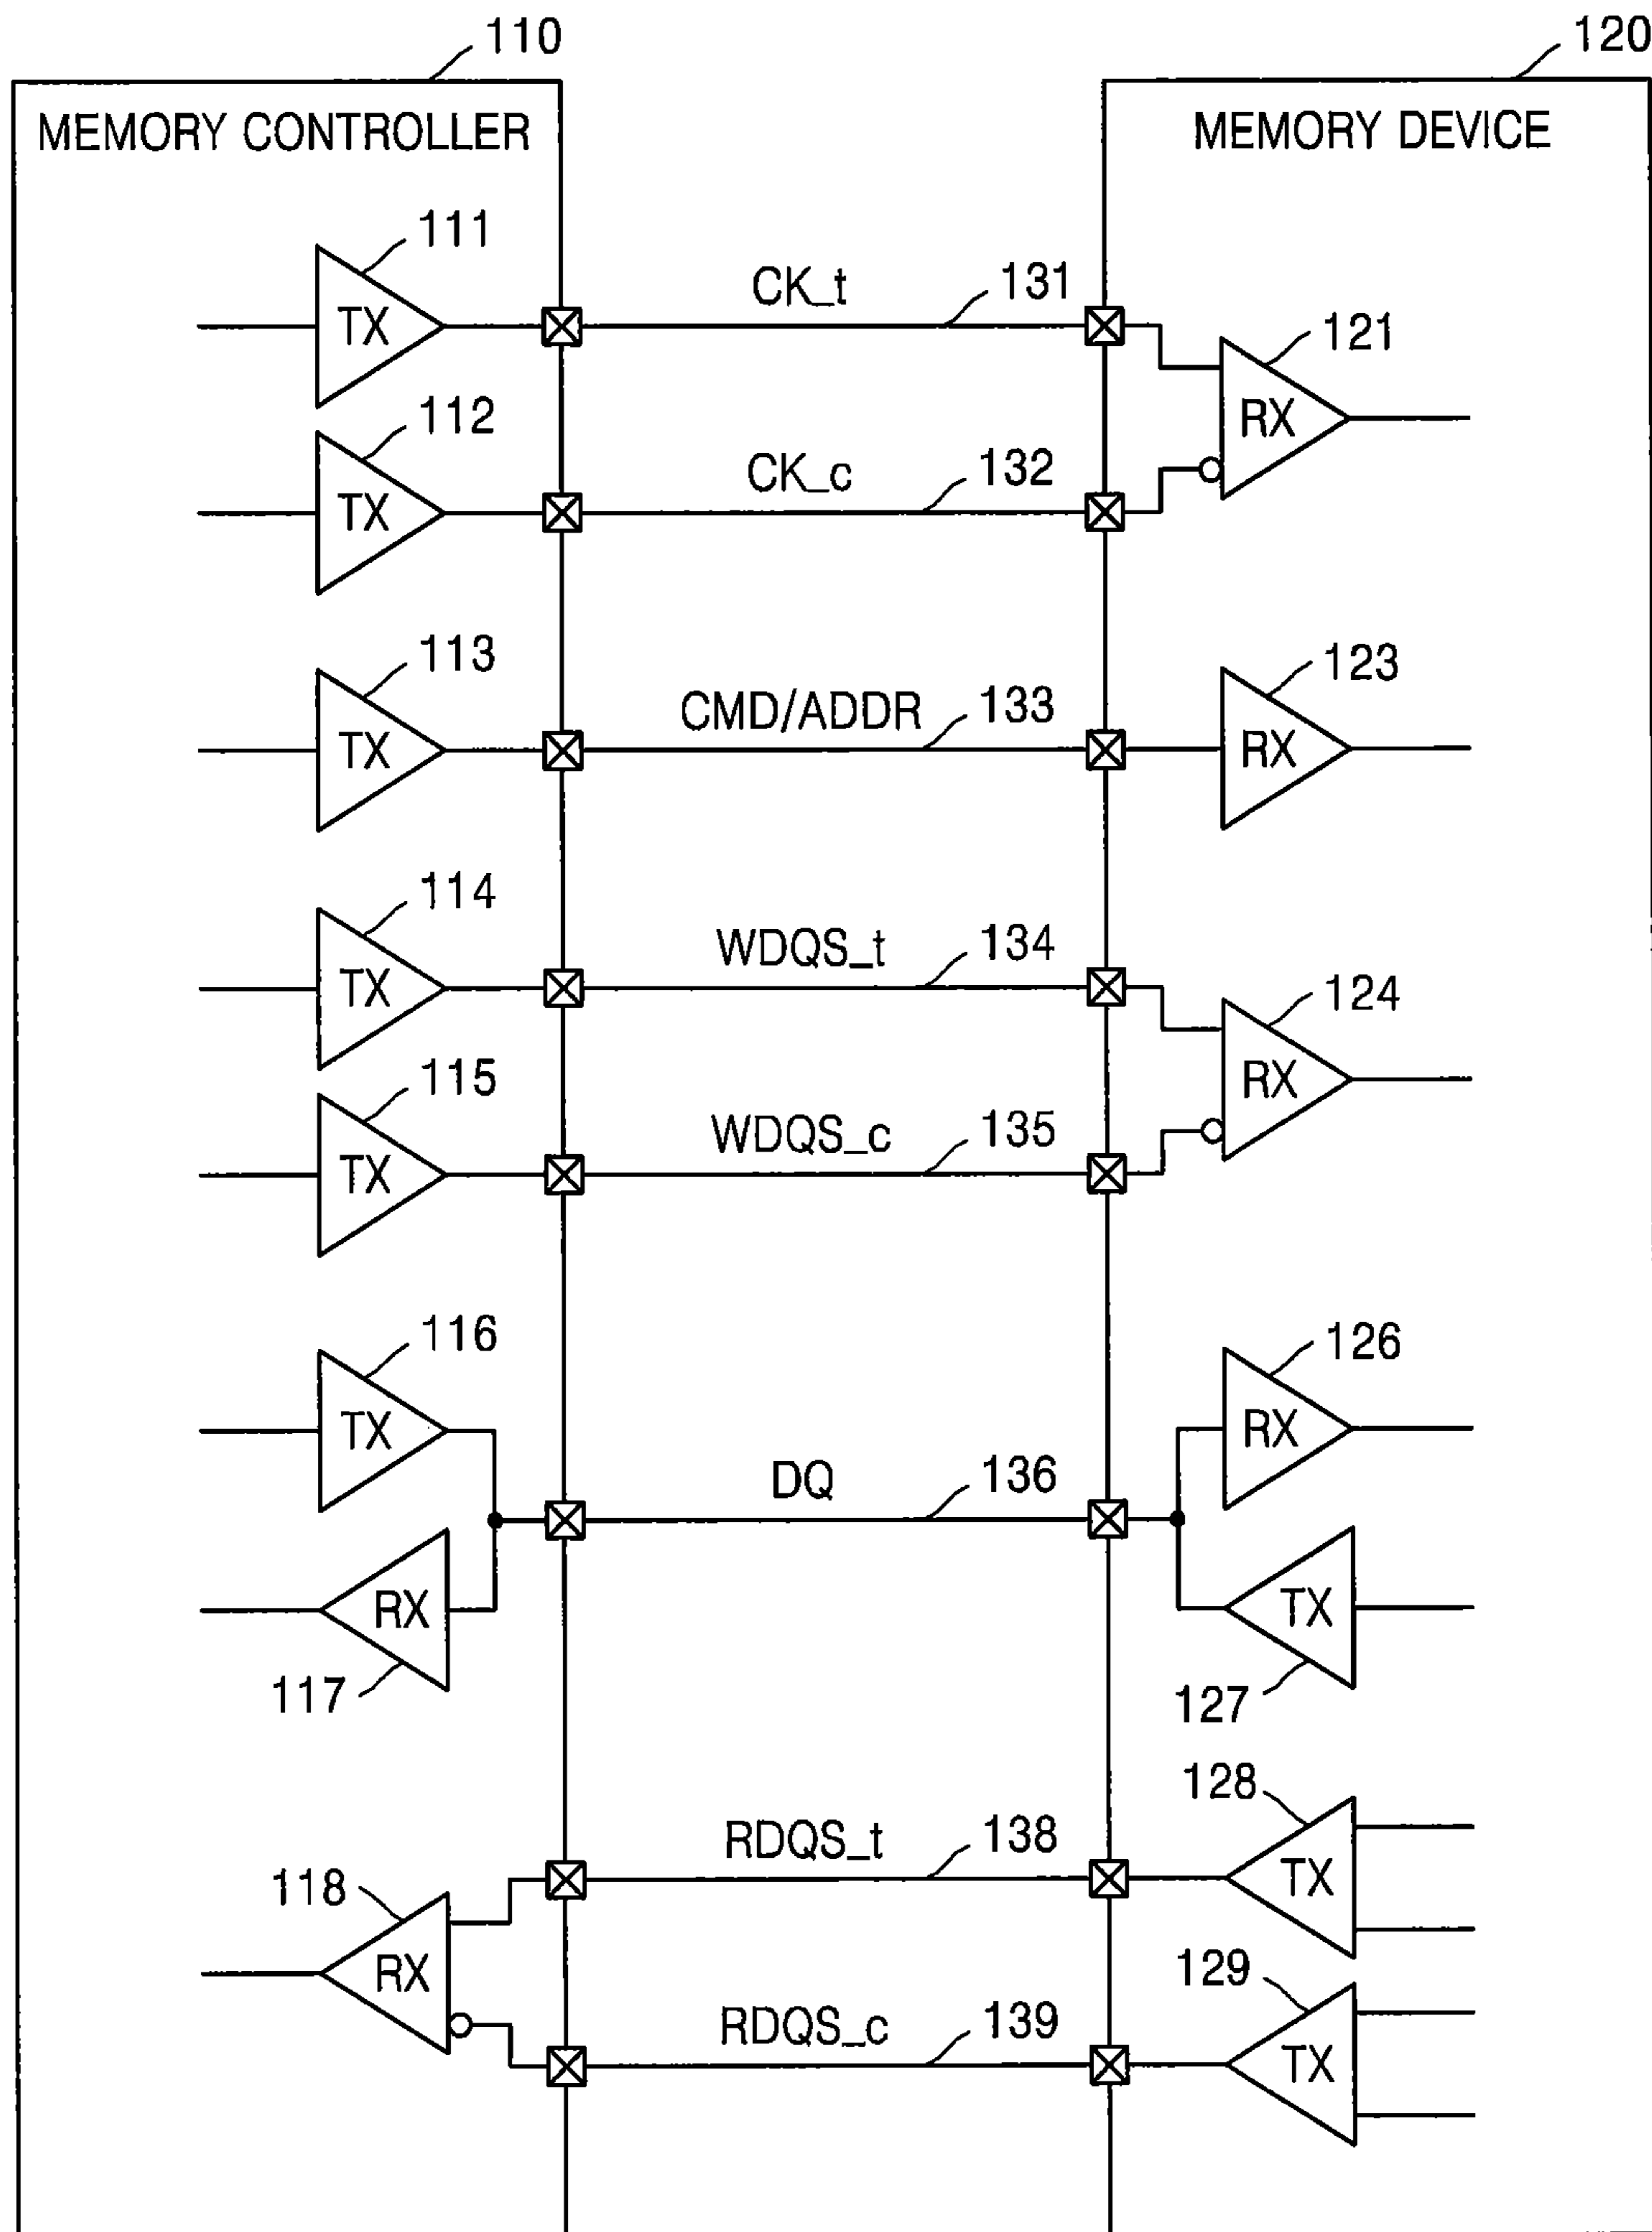 110
120
MEMORY CONTROLLER
MEMORY DEVICE
111
TX
CK_t
131
121
RX
112
TX
CK_c
132
113
TX
CMD/ADDR
133
123
RX
114
TX
WDQS_t
134
124
RX
115
TX
WDQS_c
135
116
TX
126
RX
DQ
136
RX
117
TX
127
128
TX
RDQS_t
138
118
RX
129
TX
RDQS_c
139